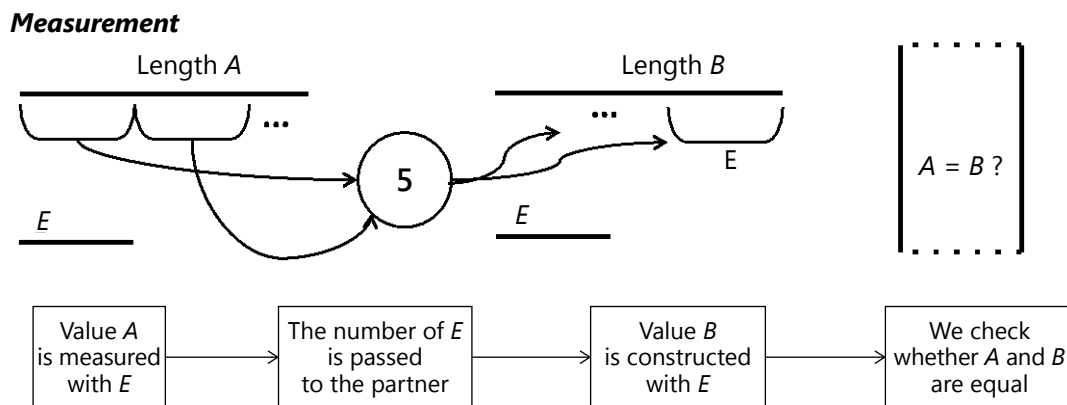 Measurement
Length A
Length B
...
...
E
5
A = B ?
E
E
Value A
is measured
with E
The number of E
is passed
to the partner
Value B
is constructed
with E
We check
whether A and B
are equal